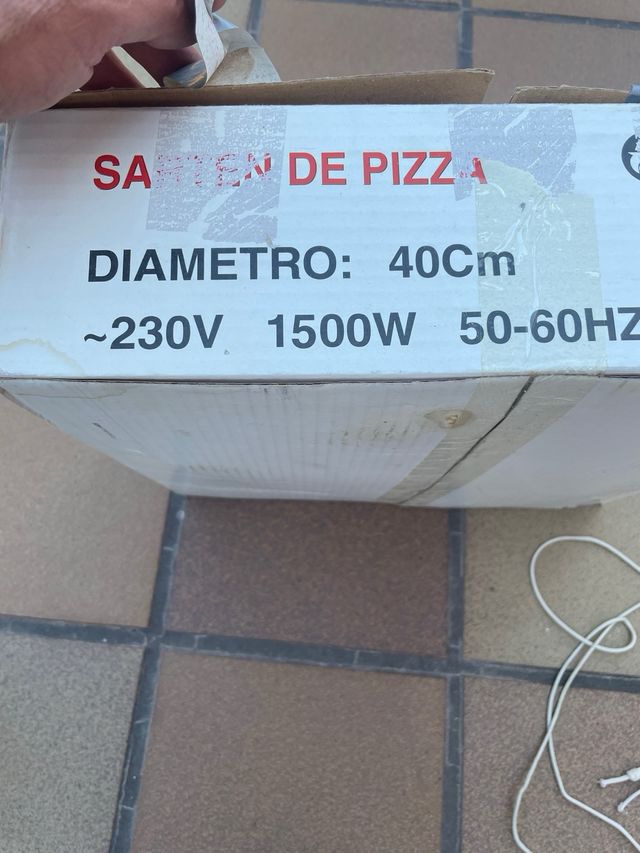 SARTEN DE PIZZA
DIAMETRO: 40Cm
~230V 1500W 50-60HZ